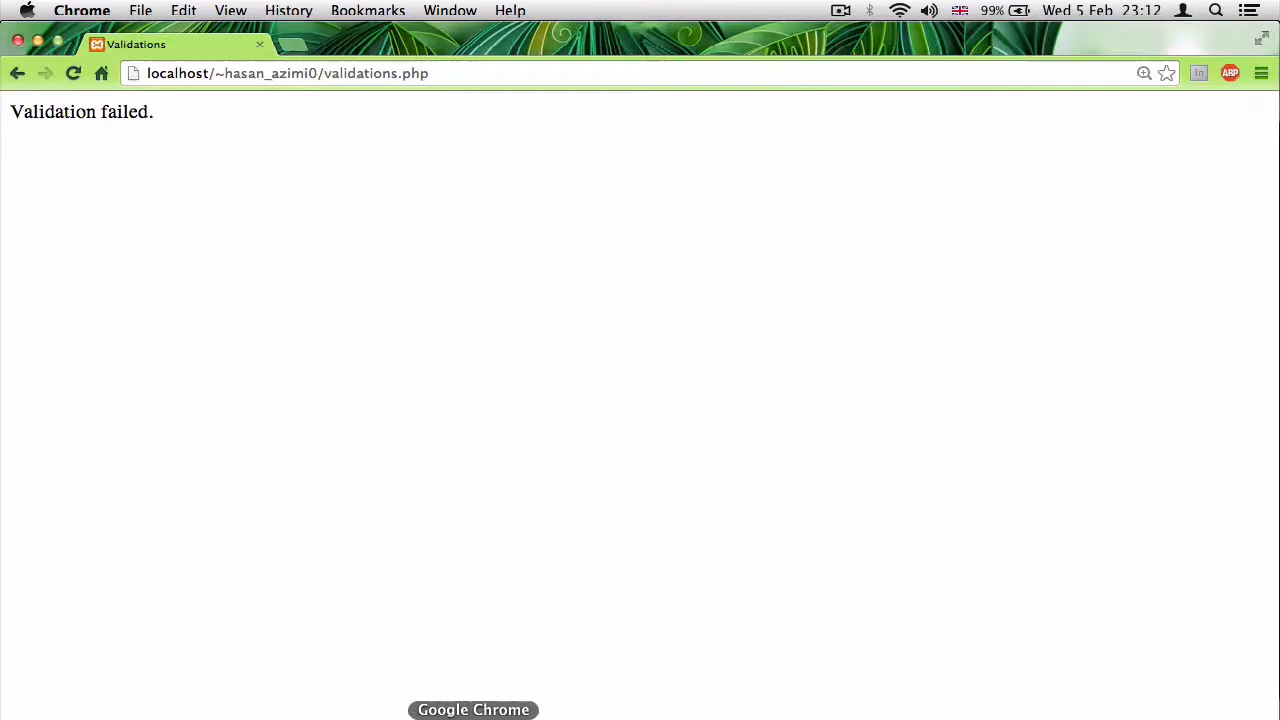 Chrome File Edit View History Bookmarks Window Help 99% Wed 5 Feb 23:12
Validations
localhost/~hasan_azimi0/validations.php In ABP
Validation failed.
Google Chrome